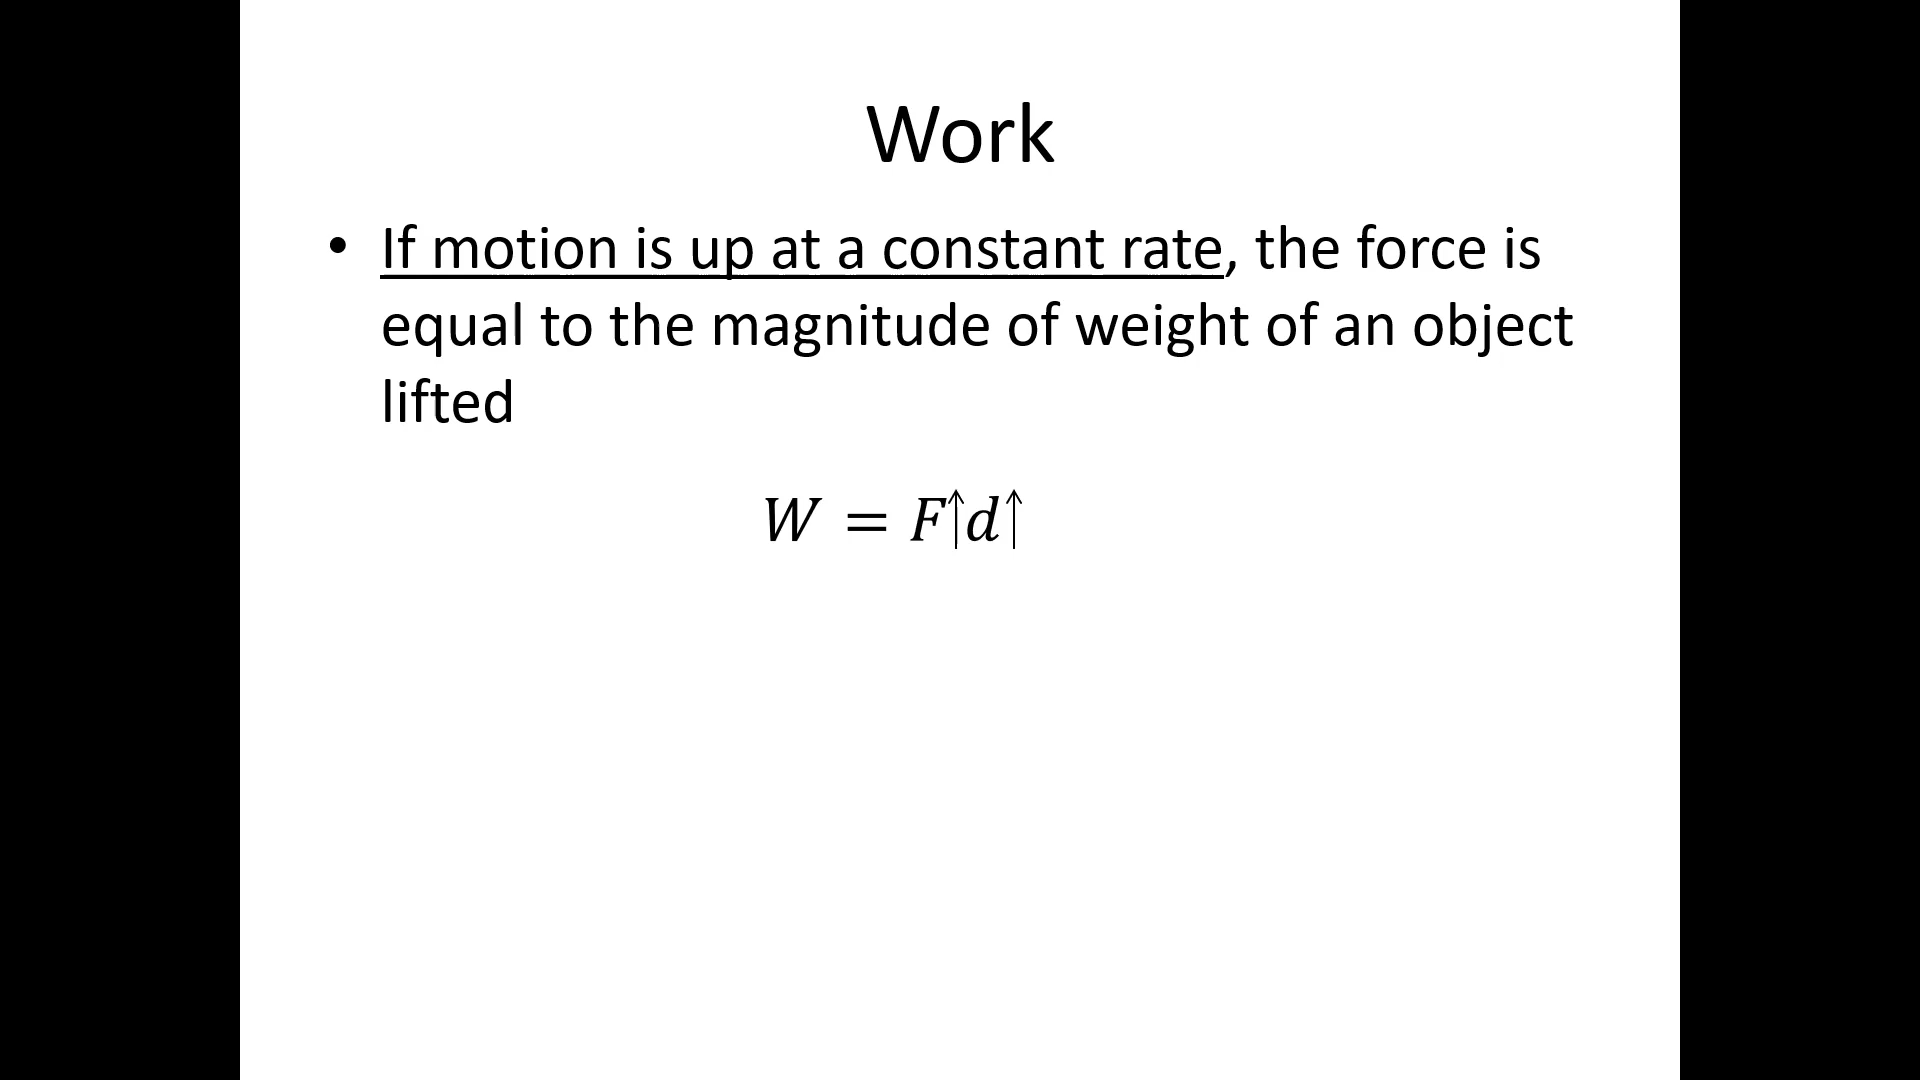 Work
• If motion is up at a constant rate, the force is
equal to the magnitude of weight of an object
lifted
W = F↑d↑